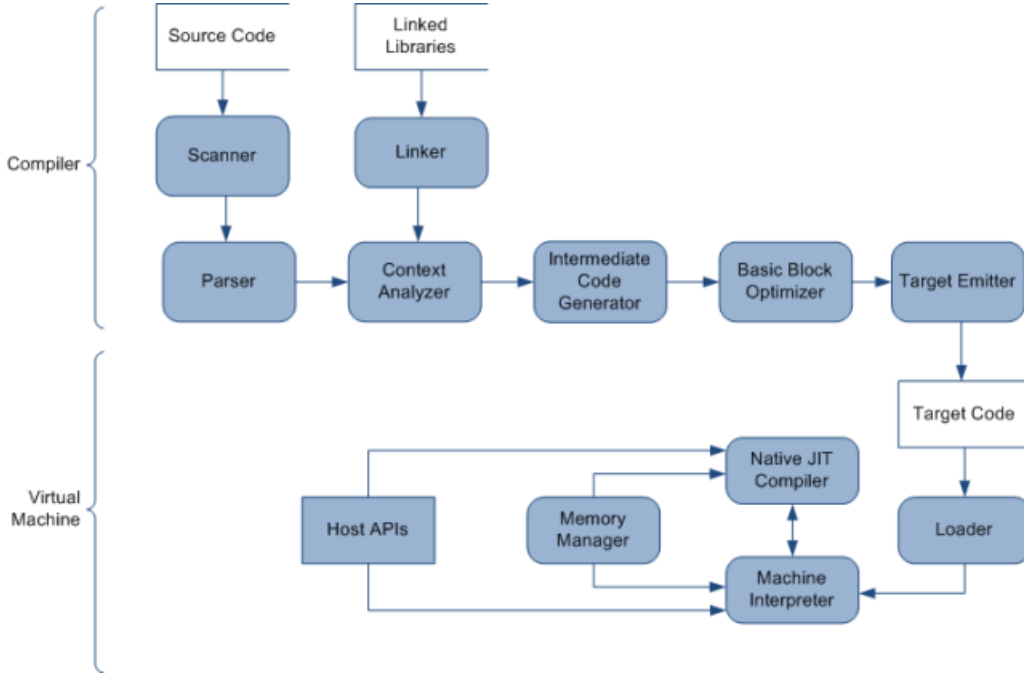 Source Code
Linked
Libraries
Compiler
Scanner
Linker
Parser
Context
Analyzer
Intermediate
Code
Generator
Basic Block
Optimizer
Target Emitter
Target Code
Virtual
Machine
Host APIs
Memory
Manager
Native JIT
Compiler
Loader
Machine
Interpreter